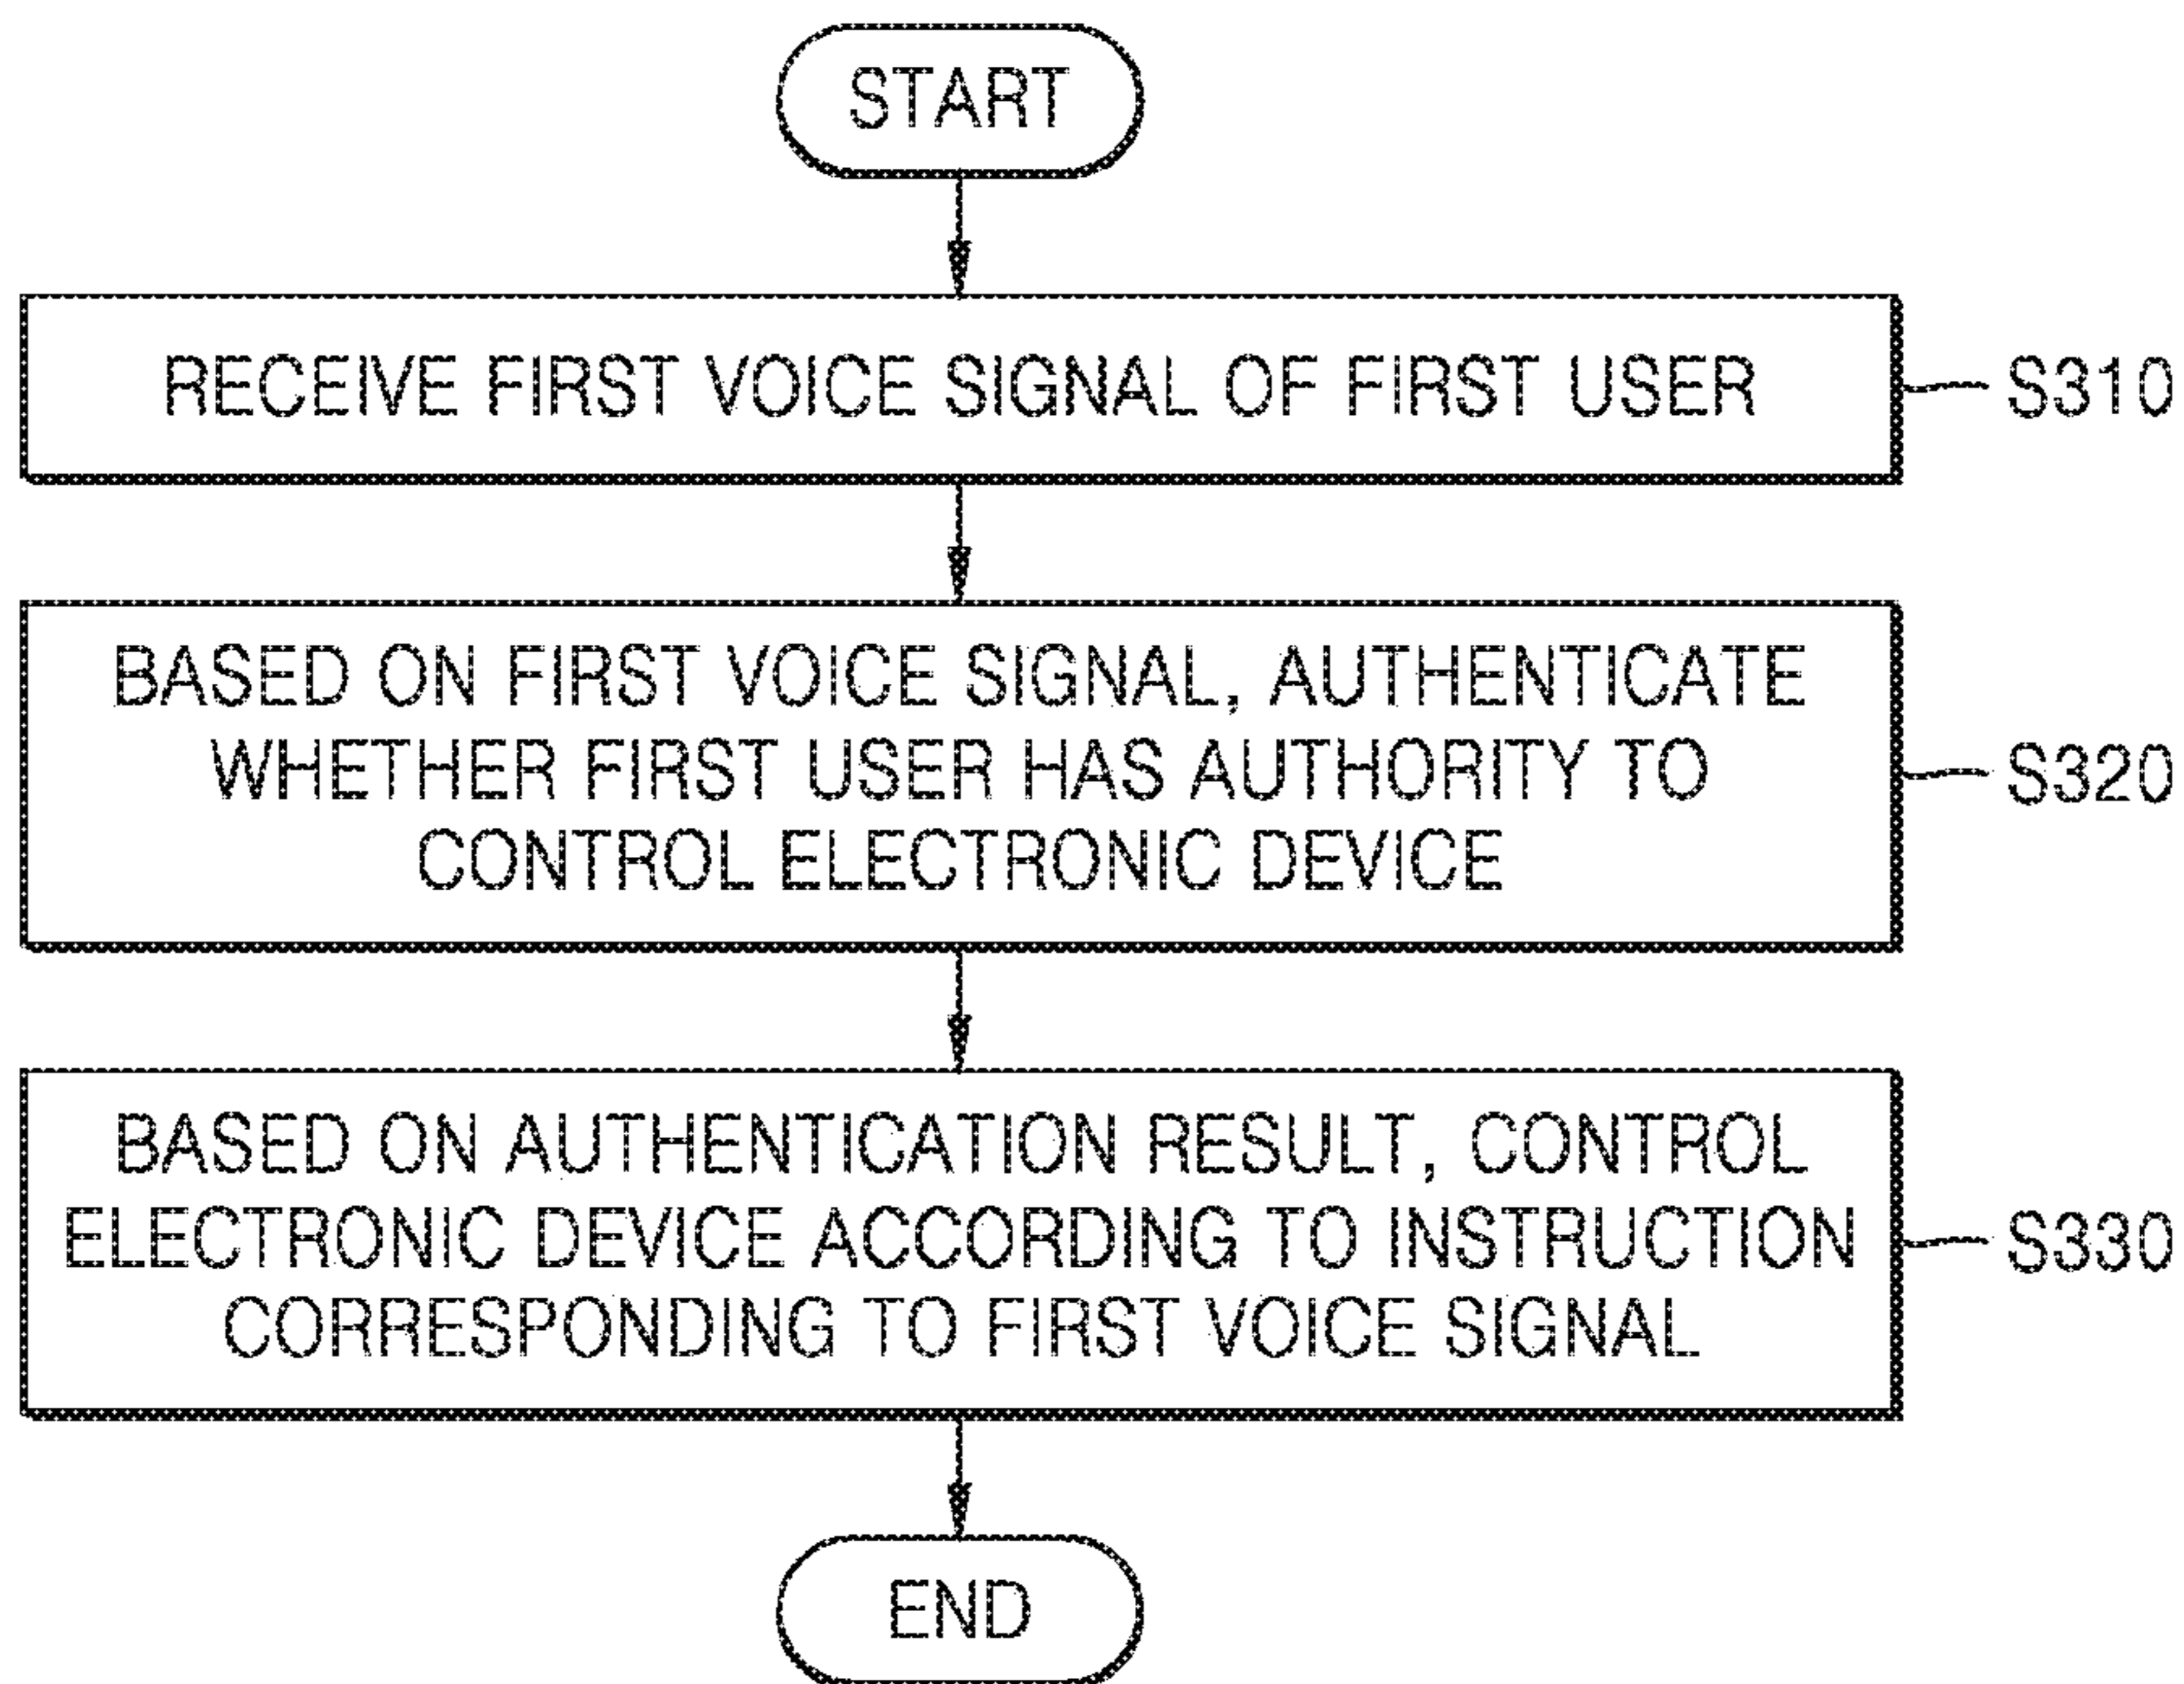 START
RECEIVE FIRST VOICE SIGNAL OF FIRST USER
S310
BASED ON FIRST VOICE SIGNAL, AUTHENTICATE
WHETHER FIRST USER HAS AUTHORITY TO
CONTROL ELECTRONIC DEVICE
S320
BASED ON AUTHENTICATION RESULT, CONTROL
ELECTRONIC DEVICE ACCORDING TO INSTRUCTION
CORRESPONDING TO FIRST VOICE SIGNAL
S330
END